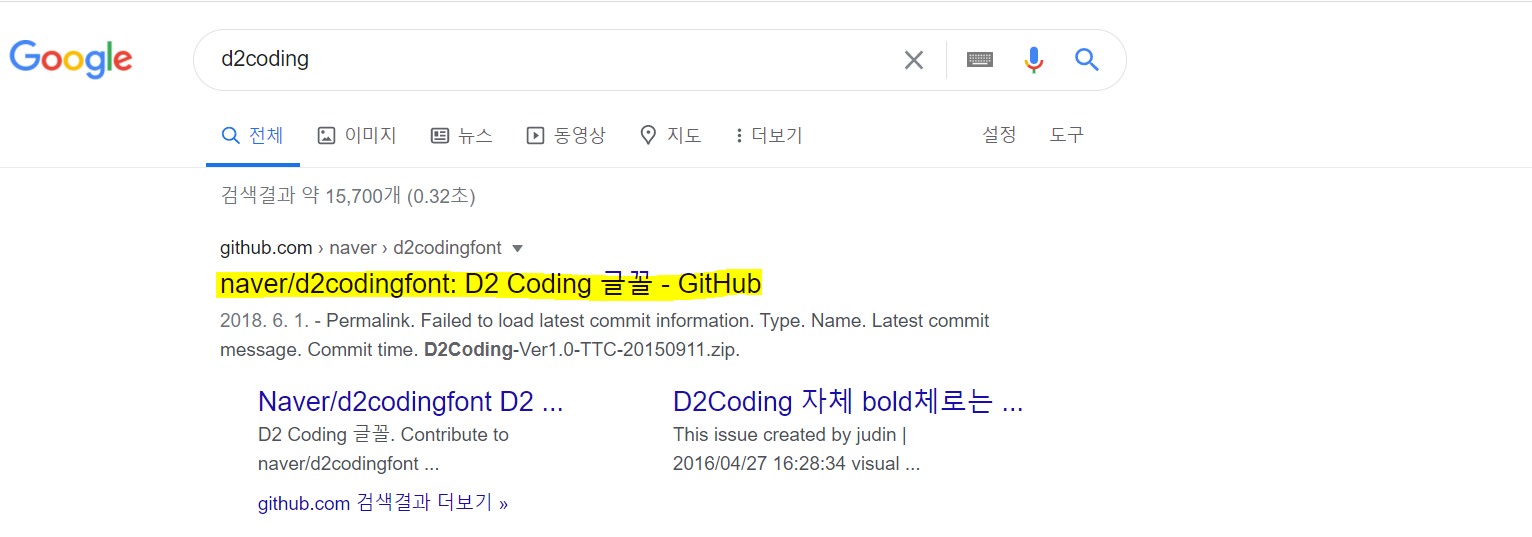 Google
d2coding
전체 이미지 뉴스 동영상 지도 더보기 설정 도구
검색결과 약 15,700개 (0.32초)
github.com › naver › d2codingfont
naver/d2codingfont: D2 Coding 글꼴 - GitHub
2018. 6. 1. - Permalink. Failed to load latest commit information. Type. Name. Latest commit
message. Commit time. D2Coding-Ver1.0-TTC-20150911.zip.
Naver/d2codingfont D2 ...
D2 Coding 글꼴. Contribute to
naver/d2codingfont ...
D2Coding 자체 bold체로는 ...
This issue created by judin |
2016/04/27 16:28:34 visual ...
github.com 검색결과 더보기 »